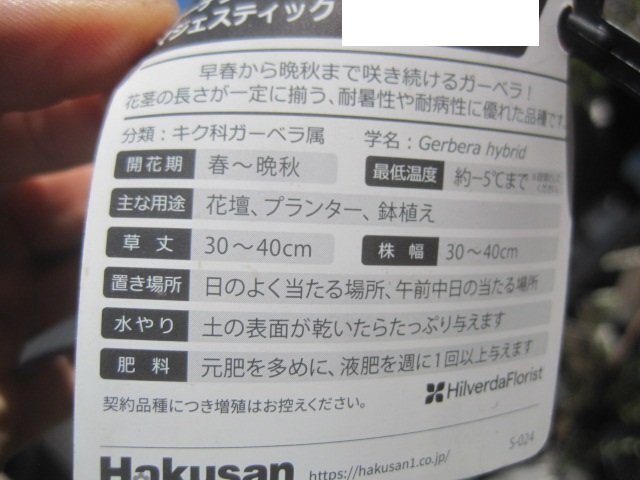 マジェスティック
早春から晩秋まで咲き続けるガーベラ！
花茎の長さが一定に揃う、耐暑性や耐病性に優れた品種です。
分類：キク科ガーベラ属 学名：Gerbera hybrid
開花期 春～晩秋 最低温度 約-5℃まで
主な用途 花壇、プランター、鉢植え
草丈 30～40cm 株幅 30～40cm
置き場所 日のよく当たる場所、午前中日の当たる場所
水やり 土の表面が乾いたらたっぷり与えます
肥料 元肥を多めに、液肥を週に1回以上与えます
HilverdaFlorist
契約品種につき増殖はお控えください。
S-024
Hakusan https://hakusan1.co.jp/